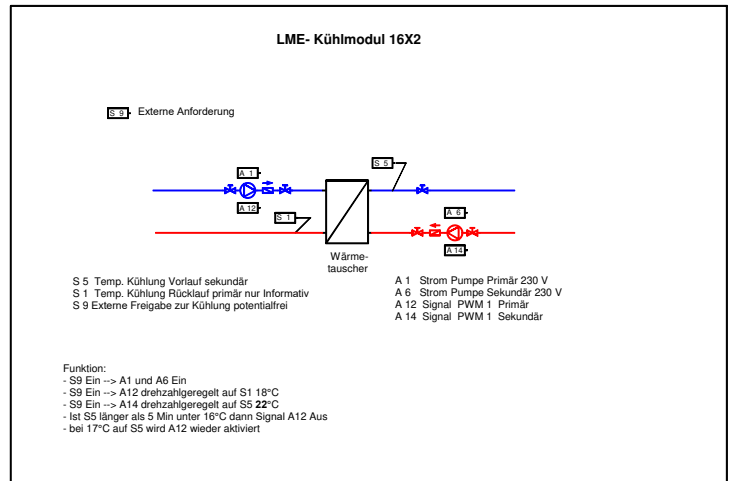 LME- Kühlmodul 16X2
S 9 Externe Anforderung
S 5
A 1
A 12
A 6
S 1
A 14
Wärme-
tauscher
S 5 Temp. Kühlung Vorlauf sekundär
S 1 Temp. Kühlung Rücklauf primär nur Informativ
S 9 Externe Freigabe zur Kühlung potentialfrei
A 1 Strom Pumpe Primär 230 V
A 6 Strom Pumpe Sekundär 230 V
A 12 Signal PWM 1 Primär
A 14 Signal PWM 1 Sekundär
Funktion:
- S9 Ein --> A1 und A6 Ein
- S9 Ein --> A12 drehzahlgeregelt auf S1 18°C
- S9 Ein --> A14 drehzahlgeregelt auf S5 22°C
- Ist S5 länger als 5 Min unter 16°C dann Signal A12 Aus
- bei 17°C auf S5 wird A12 wieder aktiviert